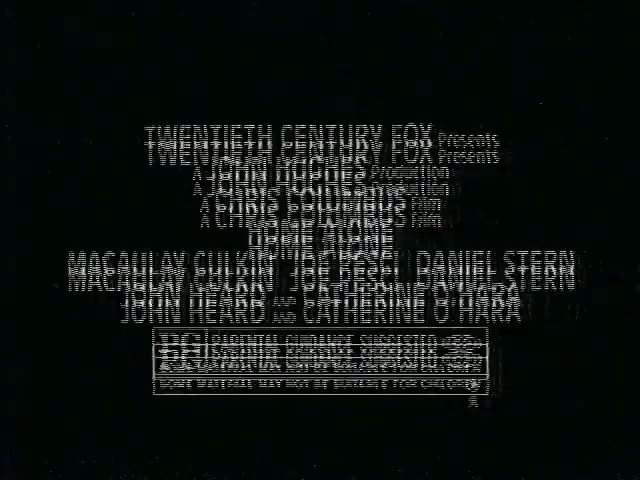 TWENTIETH CENTURY FOX Presents
A JOHN HUGHES Production
A CHRIS COLUMBUS Film
HOME ALONE
MACAULAY CULKIN JOE PESCI DANIEL STERN
JOHN HEARD AND CATHERINE O'HARA
PG PARENTAL GUIDANCE SUGGESTED
SOME MATERIAL MAY NOT BE SUITABLE FOR CHILDREN